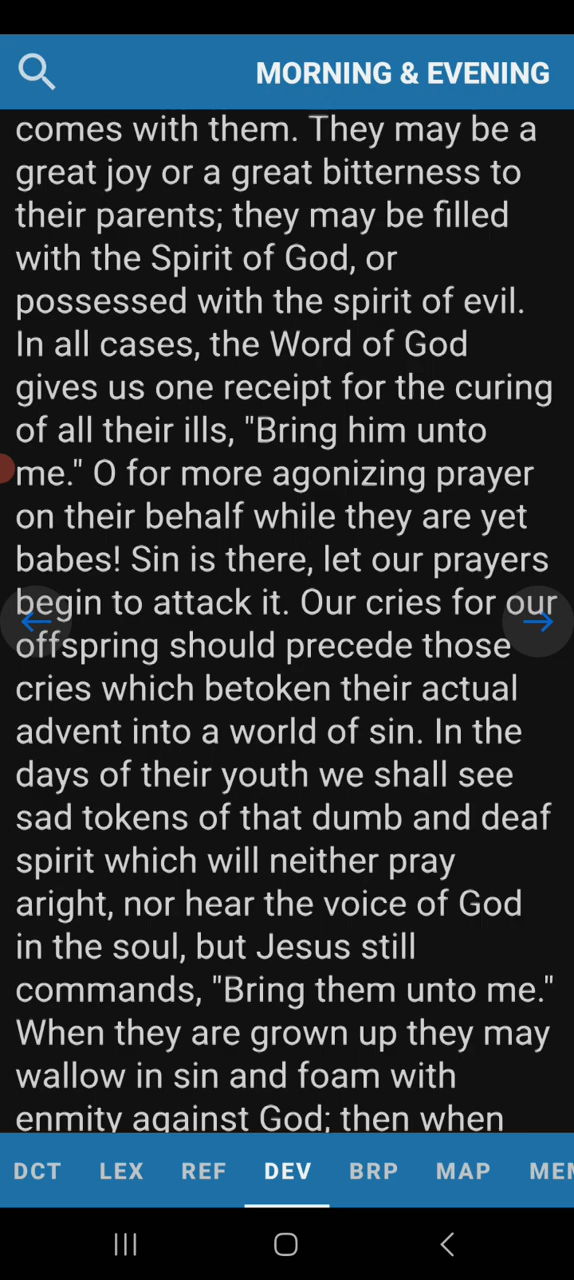 MORNING & EVENING
comes with them. They may be a
great joy or a great bitterness to
their parents; they may be filled
with the Spirit of God, or
possessed with the spirit of evil.
In all cases, the Word of God
gives us one receipt for the curing
of all their ills, "Bring him unto
me." O for more agonizing prayer
on their behalf while they are yet
babes! Sin is there, let our prayers
begin to attack it. Our cries for our
offspring should precede those
cries which betoken their actual
advent into a world of sin. In the
days of their youth we shall see
sad tokens of that dumb and deaf
spirit which will neither pray
aright, nor hear the voice of God
in the soul, but Jesus still
commands, "Bring them unto me."
When they are grown up they may
wallow in sin and foam with
enmity against God; then when
DCT LEX REF DEV BRP MAP MEM